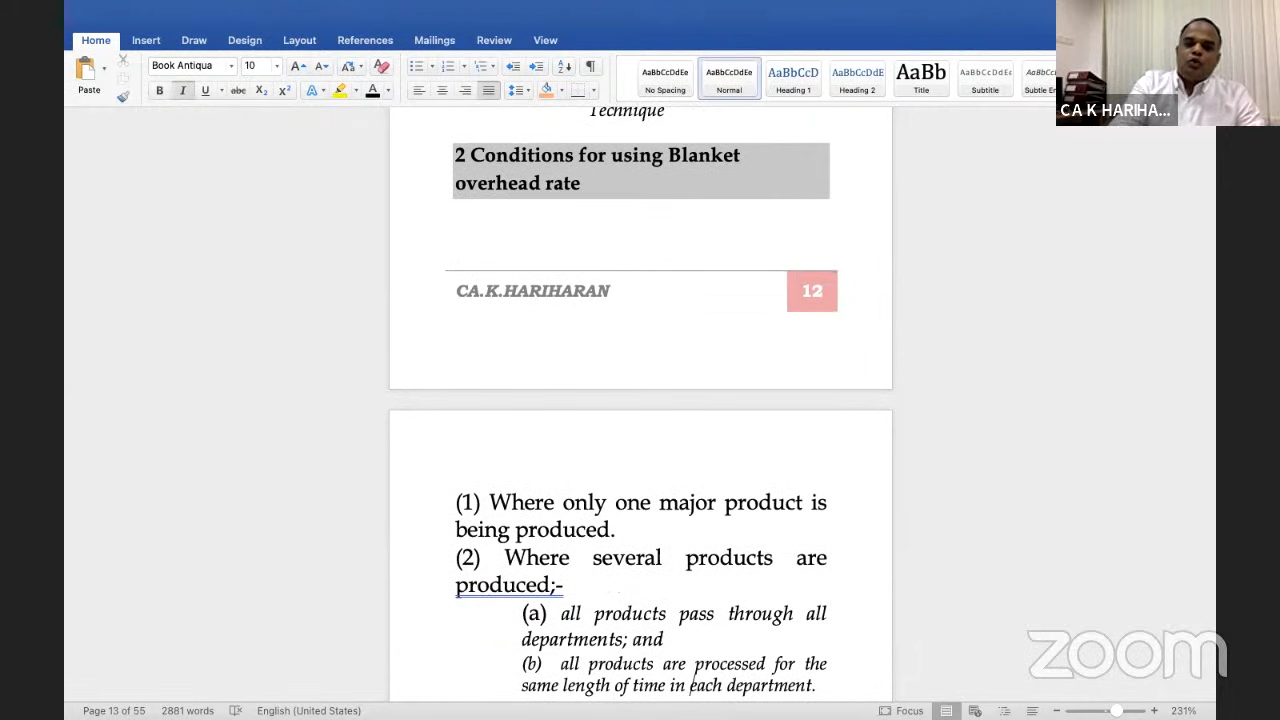 Home Insert Draw Design Layout References Mailings Review View
Paste
Book Antiqua 10
AaBbCcDdEe AaBbCcDdEe AaBbCcD AaBbCcDdE AaBb AaBbCcDdEe
No Spacing Normal Heading 1 Heading 2 Title Subtitle
C A K HARIHA...
Technique
2 Conditions for using Blanket
overhead rate
CA.K.HARIHARAN 12
(1) Where only one major product is
being produced.
(2) Where several products are
produced;-
(a) all products pass through all
departments; and
(b) all products are processed for the
same length of time in each department.
zoom
Page 13 of 55 2881 words English (United States) Focus 231%